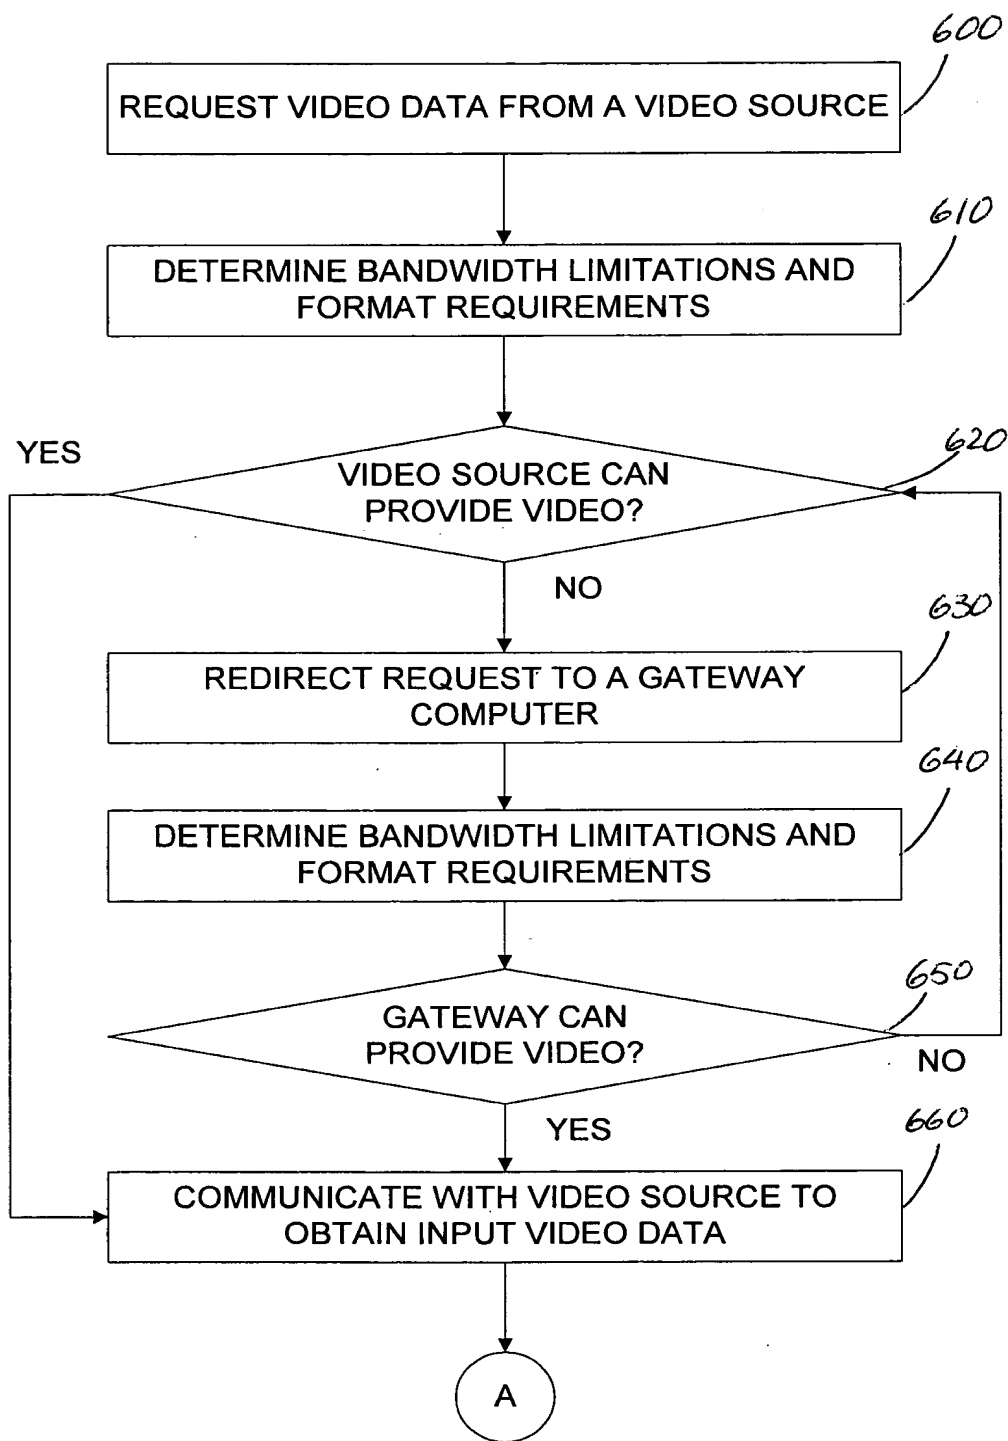 600
REQUEST VIDEO DATA FROM A VIDEO SOURCE
610
DETERMINE BANDWIDTH LIMITATIONS AND
FORMAT REQUIREMENTS
YES
620
VIDEO SOURCE CAN
PROVIDE VIDEO?
NO
630
REDIRECT REQUEST TO A GATEWAY
COMPUTER
640
DETERMINE BANDWIDTH LIMITATIONS AND
FORMAT REQUIREMENTS
650
GATEWAY CAN
PROVIDE VIDEO?
NO
YES
660
COMMUNICATE WITH VIDEO SOURCE TO
OBTAIN INPUT VIDEO DATA
A